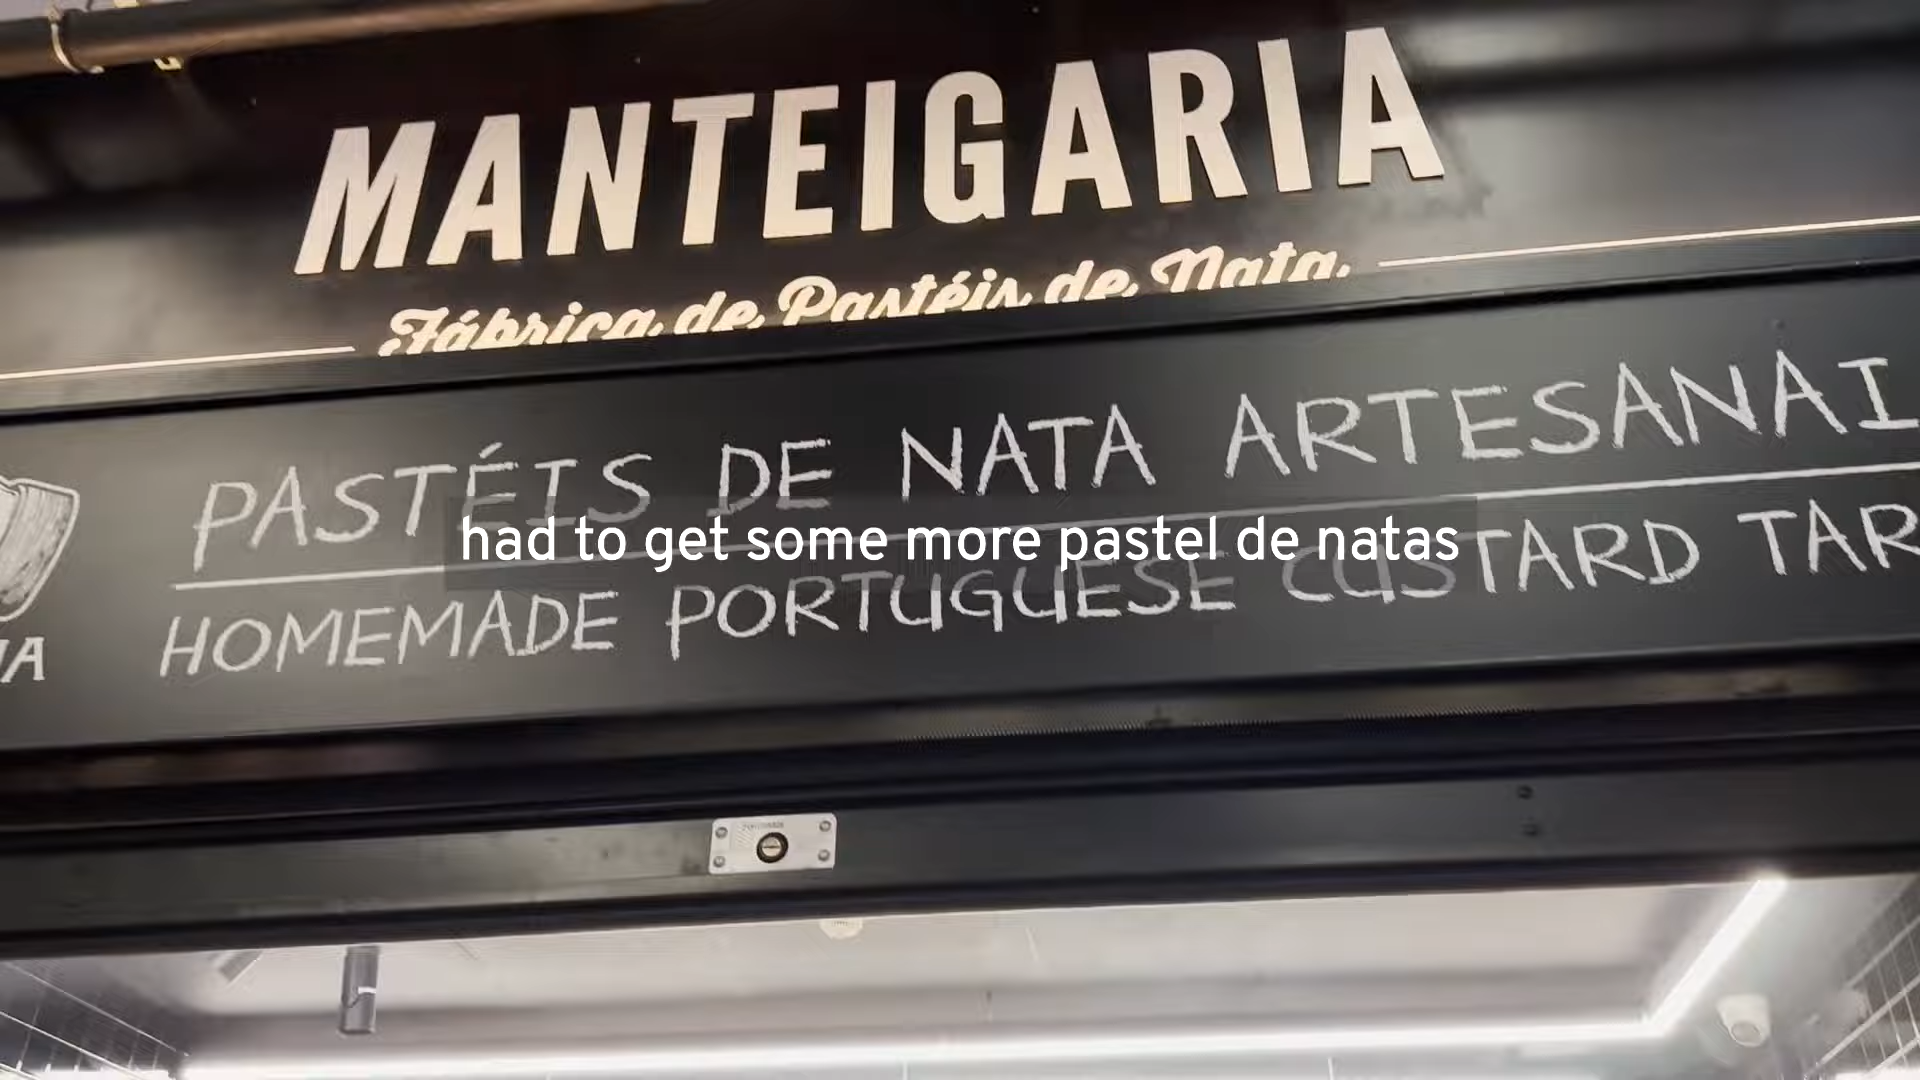 MANTEIGARIA
Fábrica de Pastéis de Nata.
PASTÉIS DE NATA ARTESANAI
had to get some more pastel de natas
HOMEMADE PORTUGUESE CUSTARD TAR
IA